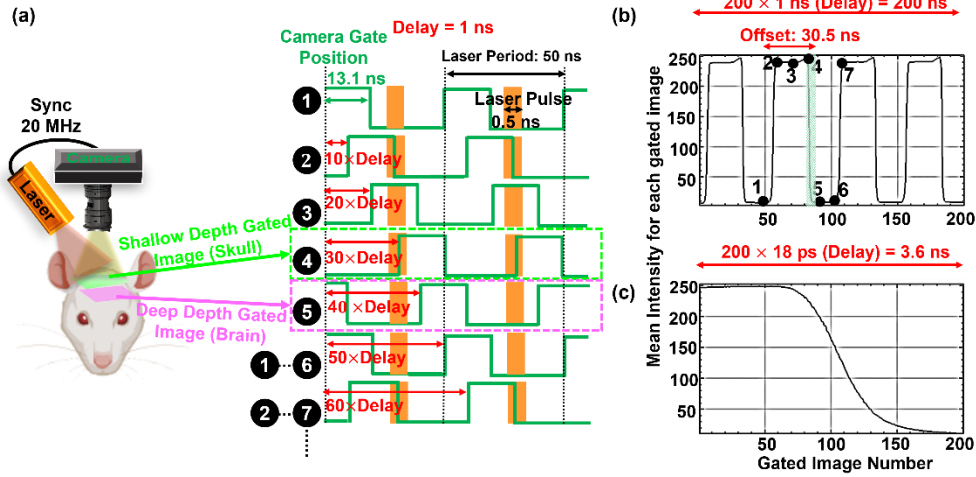 (a)
Sync
20 MHz
Camera
Laser
Shallow Depth Gated
Image (Skull)
Deep Depth Gated
Image (Brain)
Camera Gate
Position
13.1 ns
Delay = 1 ns
Laser Period: 50 ns
Laser Pulse
0.5 ns
1
2
10×Delay
3
20×Delay
4
30×Delay
5
40 ×Delay
1 6
50×Delay
2 7
60×Delay
(b)
200 × 1 ns (Delay) = 200 ns
Offset: 30.5 ns
Mean Intensity for each gated image
250
200
150
100
50
1
2
3
4
5
6
7
200 × 18 ps (Delay) = 3.6 ns
(c)
250
200
150
100
50
50 100 150 200
Gated Image Number